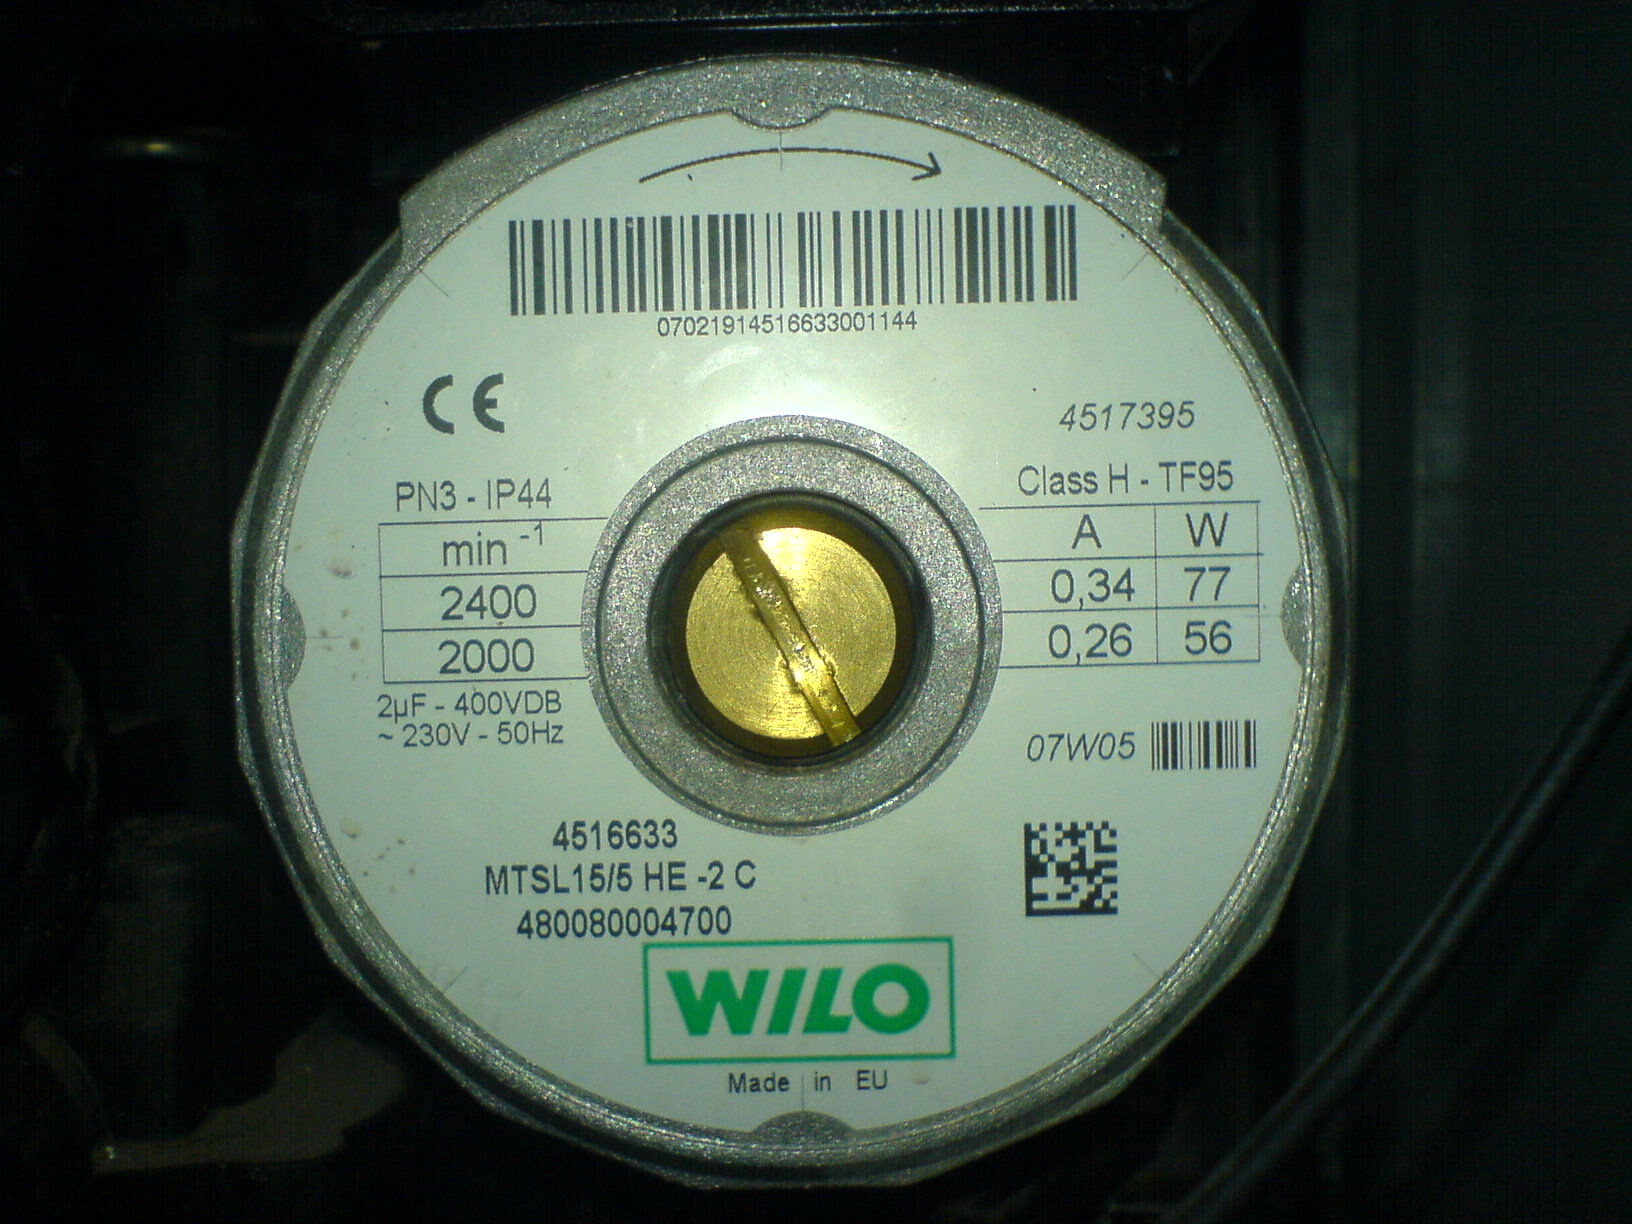 07021914516633001144
CE
4517395
PN3 - IP44
Class H - TF95
min -1
A W
2400
0,34 77
2000
0,26 56
2µF - 400VDB
~ 230V - 50Hz
07W05
4516633
MTSL15/5 HE -2 C
480080004700
WILO
Made in EU